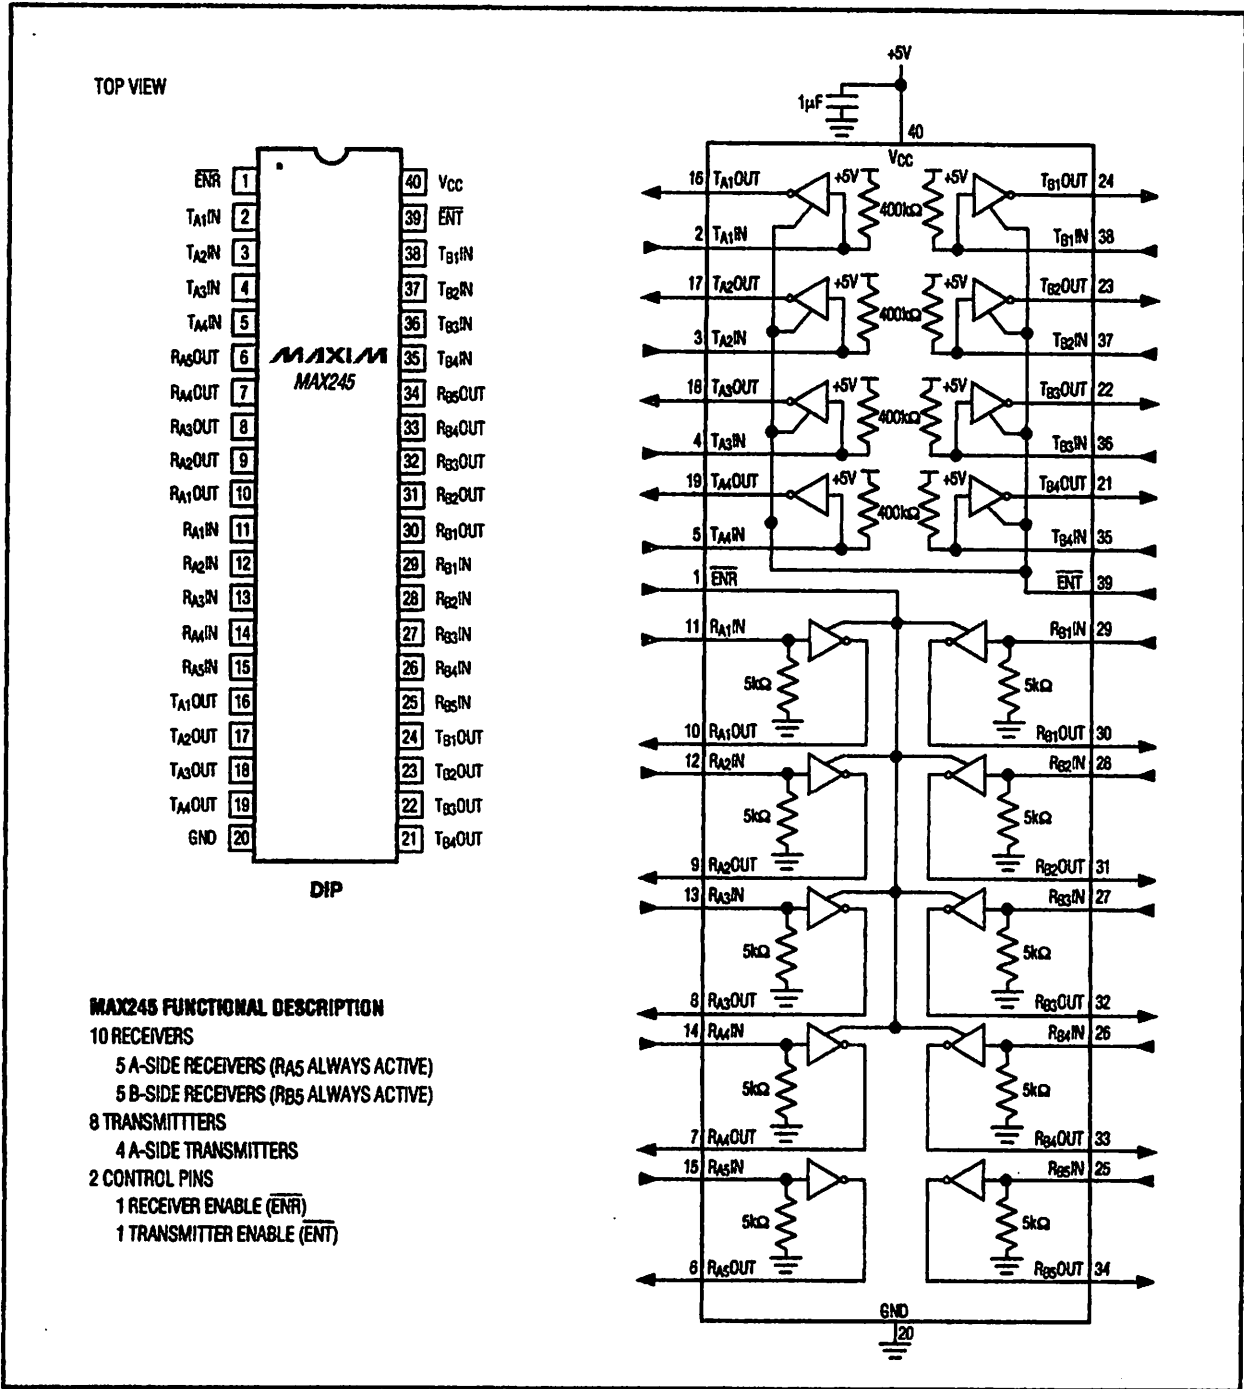 TOP VIEW
ENR 1
TA1IN 2
TA2IN 3
TA3IN 4
TA4IN 5
RA5OUT 6
RA4OUT 7
RA3OUT 8
RA2OUT 9
RA1OUT 10
RA1IN 11
RA2IN 12
RA3IN 13
RA4IN 14
RA5IN 15
TA1OUT 16
TA2OUT 17
TA3OUT 18
TA4OUT 19
GND 20
MAXIM
MAX245
40 VCC
39 ENT
38 TB1IN
37 TB2IN
36 TB3IN
35 TB4IN
34 RB5OUT
33 RB4OUT
32 RB3OUT
31 RB2OUT
30 RB1OUT
29 RB1IN
28 RB2IN
27 RB3IN
26 RB4IN
25 RB5IN
24 TB1OUT
23 TB2OUT
22 TB3OUT
21 TB4OUT
DIP
MAX245 FUNCTIONAL DESCRIPTION
10 RECEIVERS
5 A-SIDE RECEIVERS (RA5 ALWAYS ACTIVE)
5 B-SIDE RECEIVERS (RB5 ALWAYS ACTIVE)
8 TRANSMITTTERS
4 A-SIDE TRANSMITTERS
2 CONTROL PINS
1 RECEIVER ENABLE (ENR)
1 TRANSMITTER ENABLE (ENT)
+5V
1µF
40
VCC
16 TA1OUT +5V +5V TB1OUT 24
400kΩ
2 TA1IN TB1IN 38
17 TA2OUT +5V +5V TB2OUT 23
400kΩ
3 TA2IN TB2IN 37
18 TA3OUT +5V +5V TB3OUT 22
400kΩ
4 TA3IN TB3IN 36
19 TA4OUT +5V +5V TB4OUT 21
400kΩ
5 TA4IN TB4IN 35
1 ENR ENT 39
11 RA1IN RB1IN 29
5kΩ 5kΩ
10 RA1OUT RB1OUT 30
12 RA2IN RB2IN 28
5kΩ 5kΩ
9 RA2OUT RB2OUT 31
13 RA3IN RB3IN 27
5kΩ 5kΩ
8 RA3OUT RB3OUT 32
14 RA4IN RB4IN 26
5kΩ 5kΩ
7 RA4OUT RB4OUT 33
15 RA5IN RB5IN 25
5kΩ 5kΩ
6 RA5OUT RB5OUT 34
GND
20